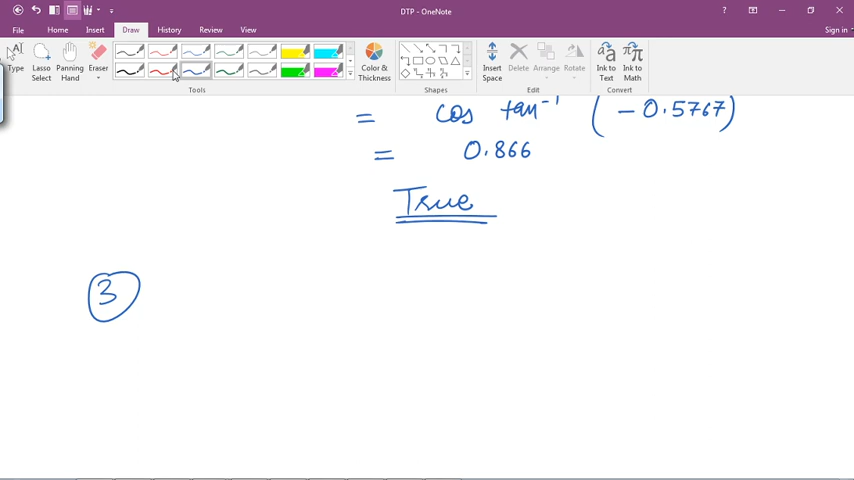 DTP - OneNote
?
File Home Insert Draw History Review View
Sign in
Type
Lasso Select
Panning Hand
Eraser
Color & Thickness
Insert Space
Delete
Arrange
Rotate
Ink to Text
Ink to Math
Tools
Shapes
Edit
Convert
= cos tan⁻¹ (-0.5767)
= 0.866
True
3